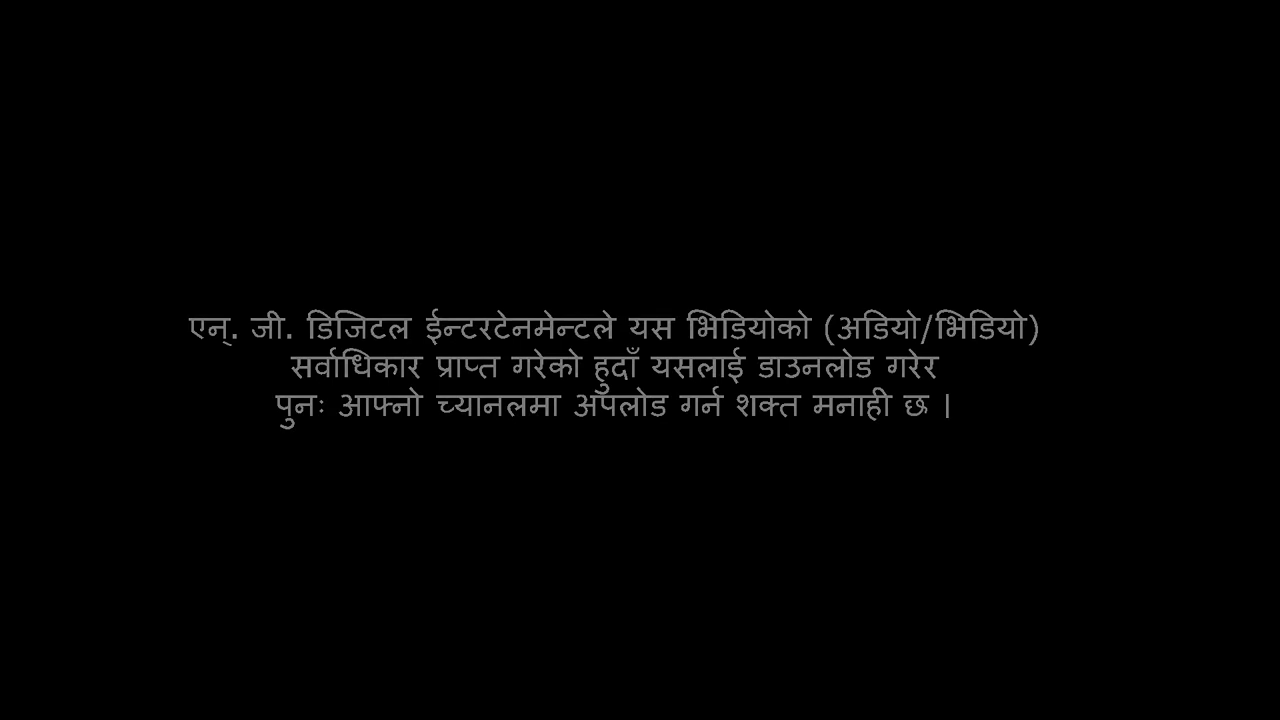 एन्. जी. डिजिटल ईन्टरटेनमेन्टले यस भिडियोको (अडियो/भिडियो)
सर्वाधिकार प्राप्त गरेको हुदाँ यसलाई डाउनलोड गरेर
पुनः आफ्नो च्यानलमा अपलोड गर्न शक्त मनाही छ ।